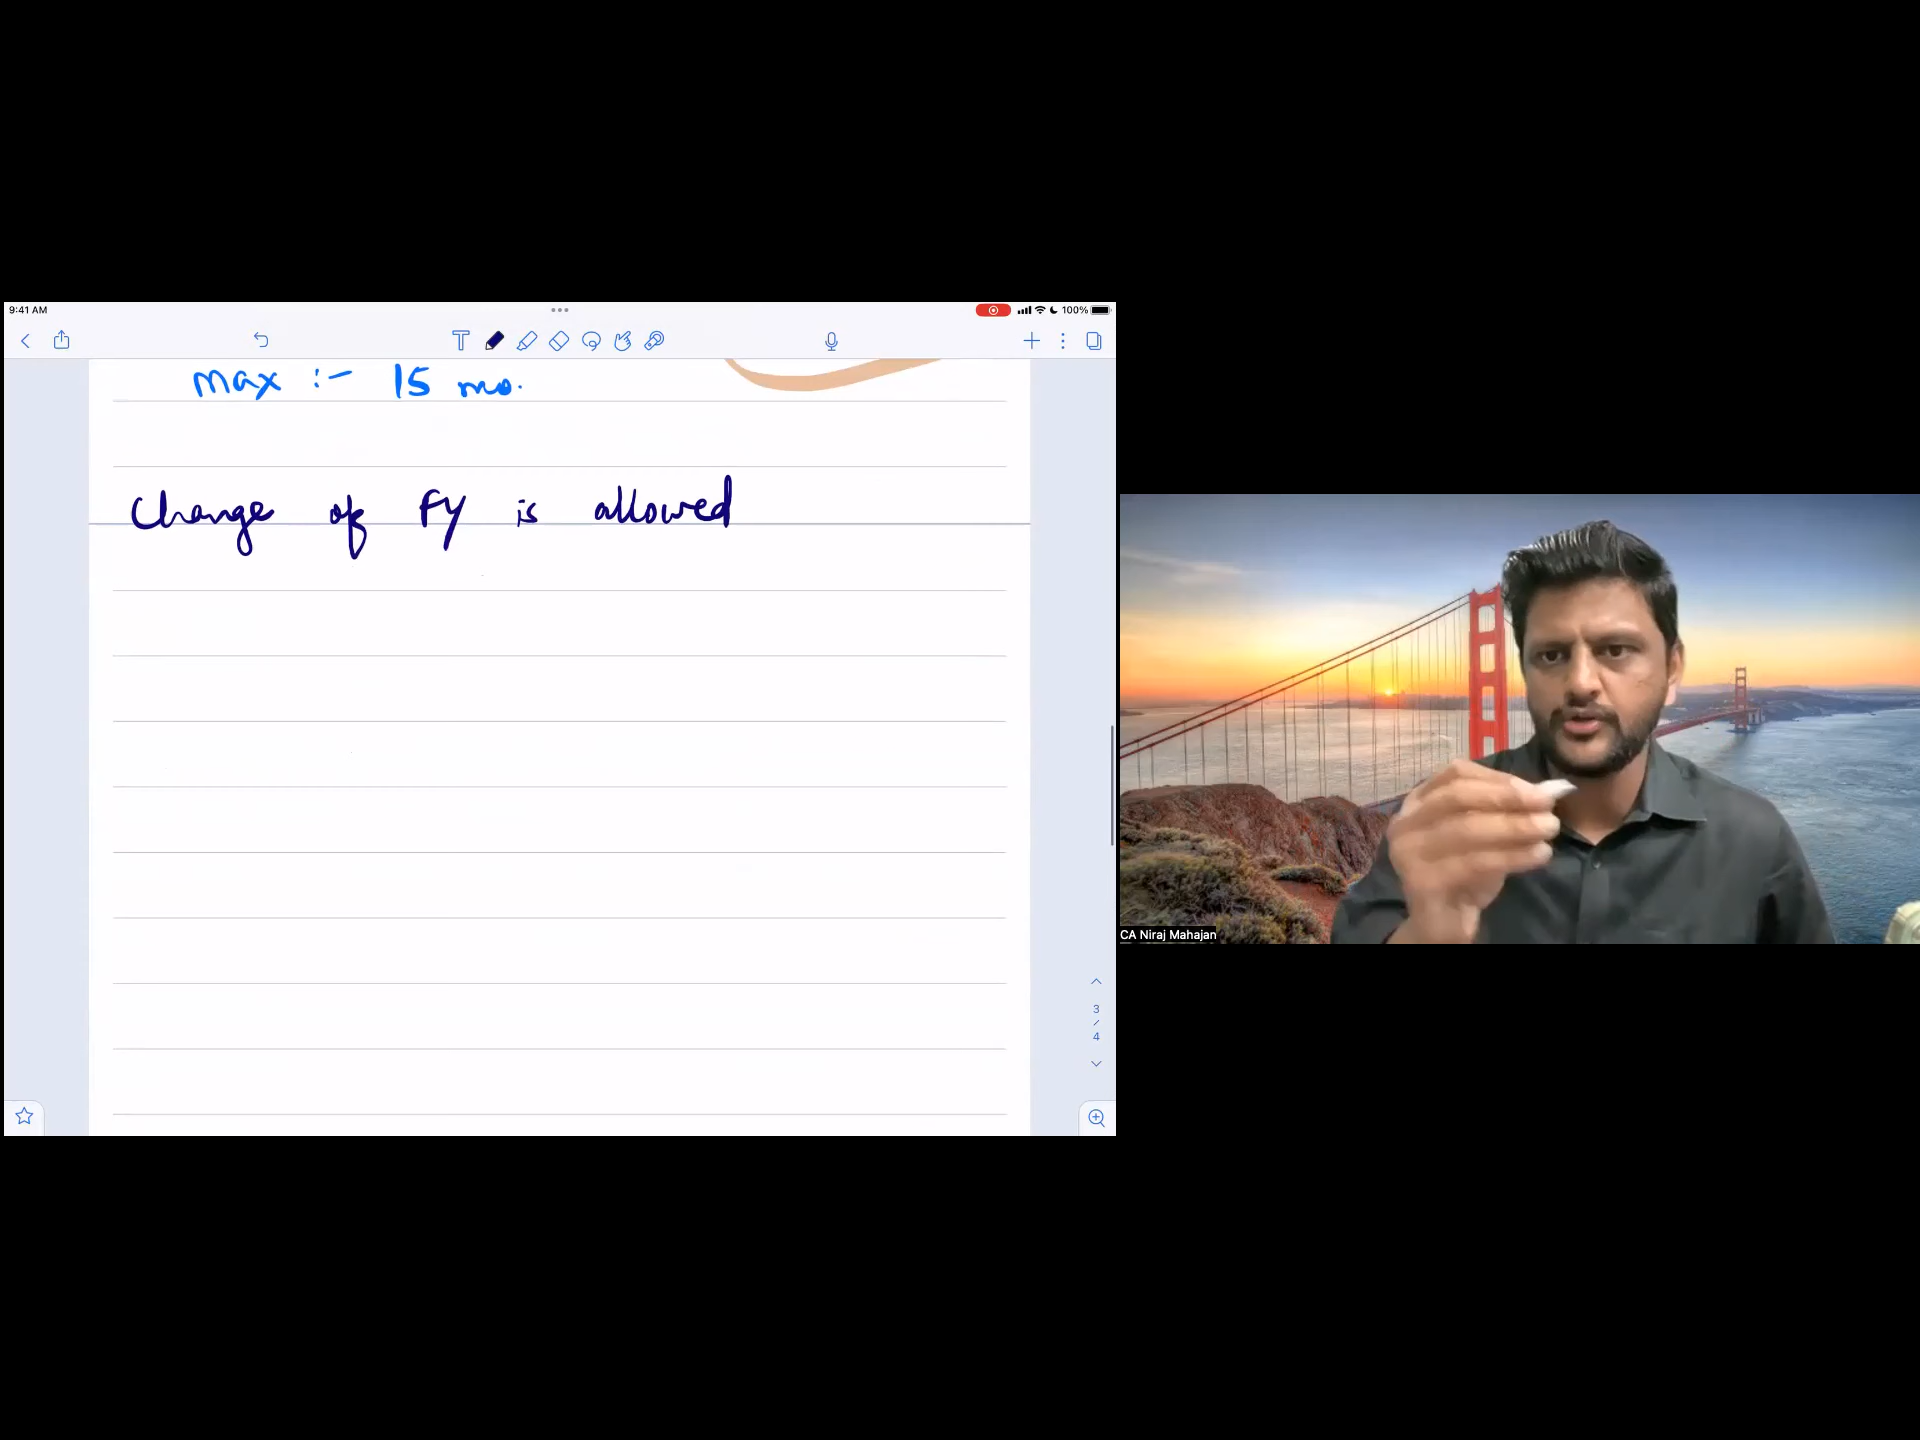 9:41 AM
100%
max :- 15 mo.
Change of FY is allowed
3
/
4
CA Niraj Mahajan